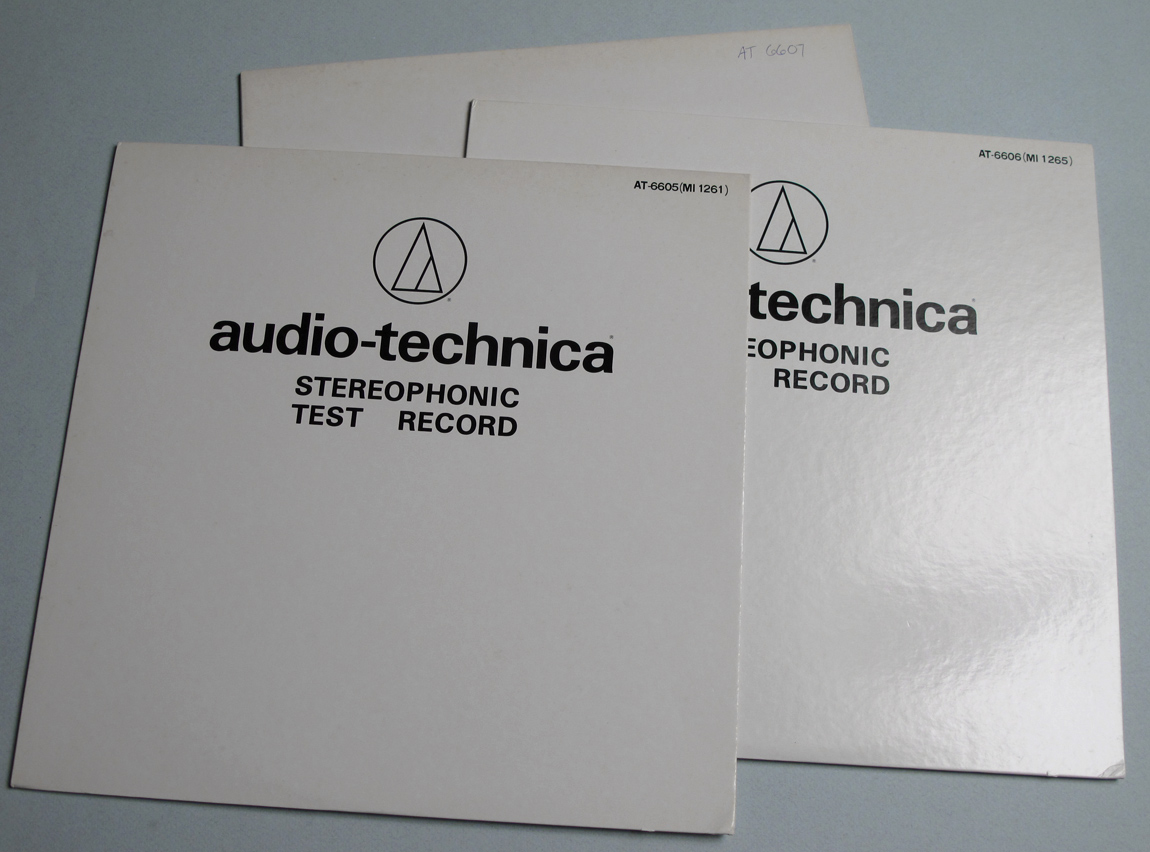 AT 6607
AT-6606(MI 1265)
AT-6605(MI 1261)
audio-technica
STEREOPHONIC
TEST RECORD
technica
EOPHONIC
RECORD